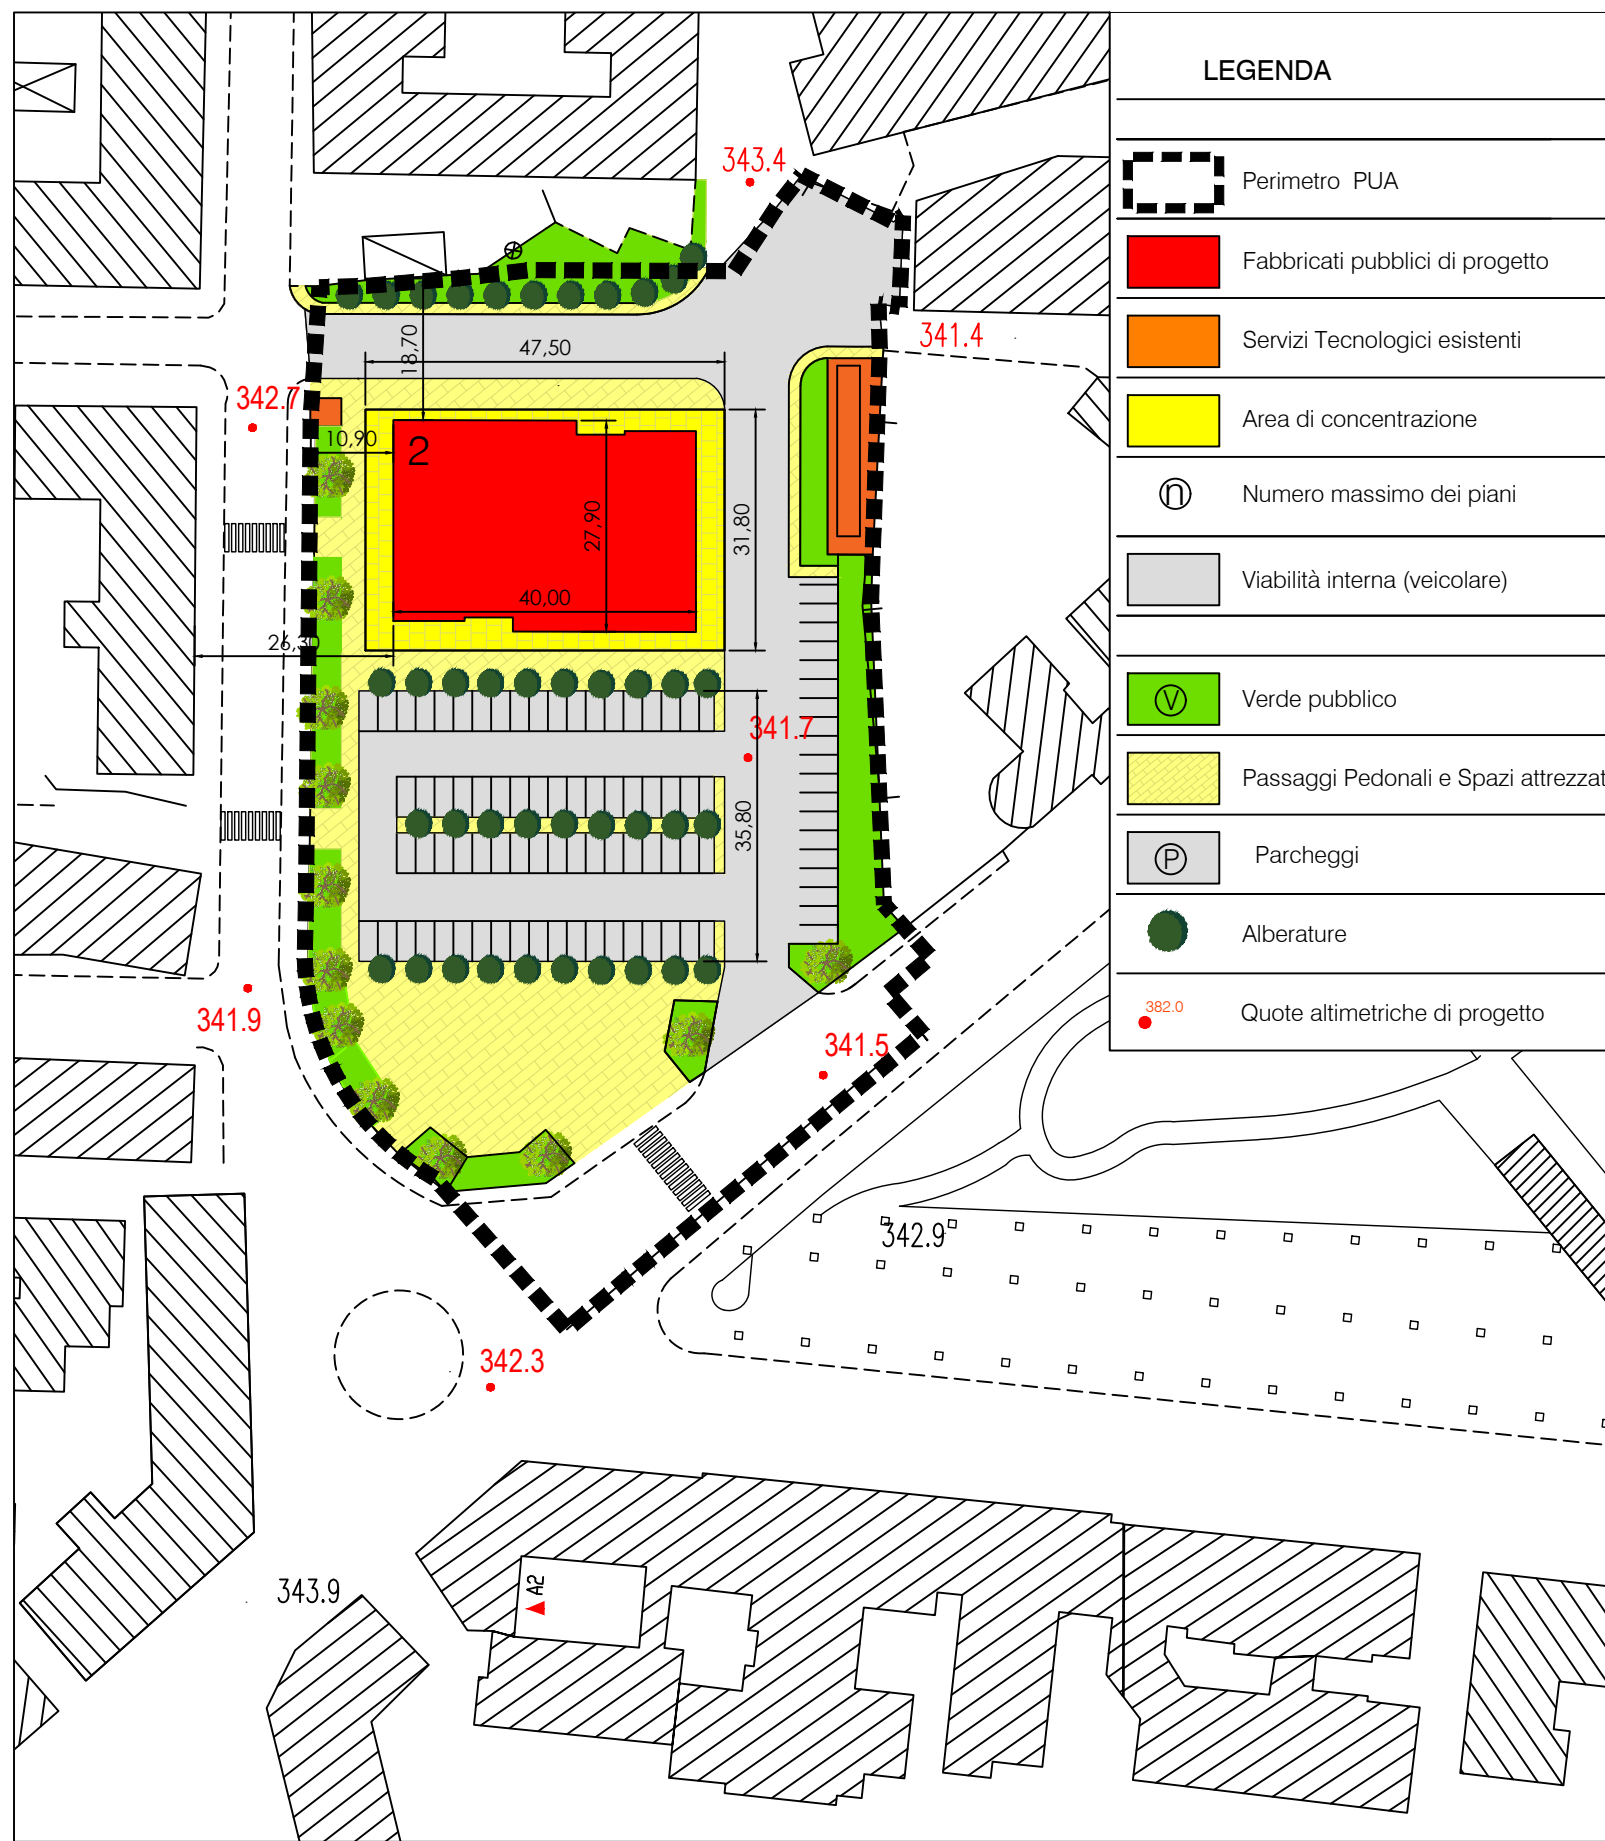 LEGENDA
Perimetro PUA
Fabbricati pubblici di progetto
Servizi Tecnologici esistenti
Area di concentrazione
n
Numero massimo dei piani
Viabilità interna (veicolare)
V
Verde pubblico
Passaggi Pedonali e Spazi attrezzat
P
Parcheggi
Alberature
382.0
Quote altimetriche di progetto
343.4
341.4
18,70
47,50
342.7
10,90
2
27,90
31,80
40,00
26,30
341.7
35,80
341.9
341.5
342.9
342.3
343.9
A2